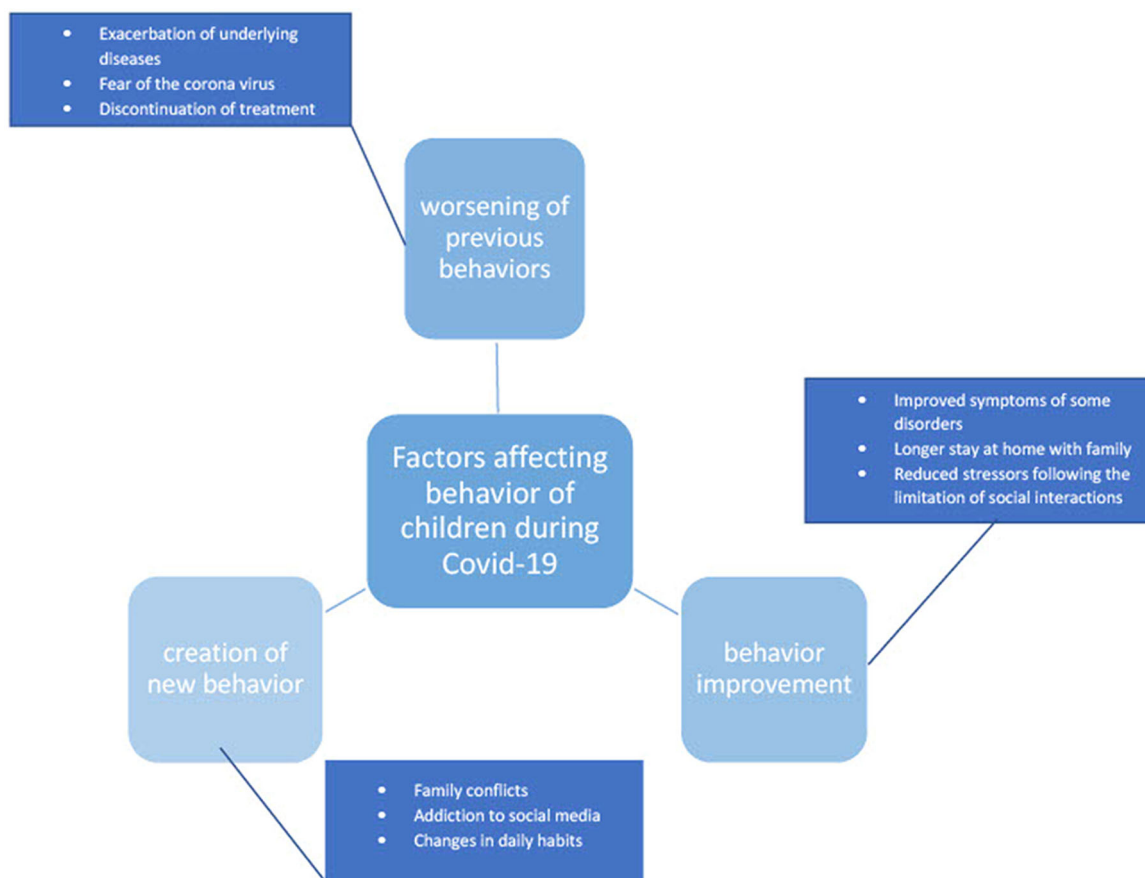 • Exacerbation of underlying
diseases
• Fear of the corona virus
• Discontinuation of treatment
worsening of
previous
behaviors
• Improved symptoms of some
disorders
• Longer stay at home with family
• Reduced stressors following the
limitation of social interactions
Factors affecting
behavior of
children during
Covid-19
creation of
new behavior
behavior
improvement
• Family conflicts
• Addiction to social media
• Changes in daily habits